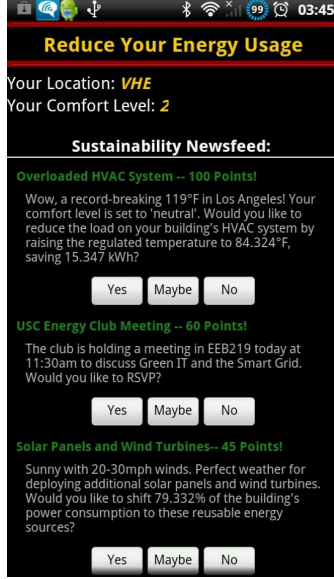 99 03:45
Reduce Your Energy Usage
Your Location: VHE
Your Comfort Level: 2
Sustainability Newsfeed:
Overloaded HVAC System -- 100 Points!
Wow, a record-breaking 119°F in Los Angeles! Your
comfort level is set to 'neutral'. Would you like to
reduce the load on your building's HVAC system by
raising the regulated temperature to 84.324°F,
saving 15.347 kWh?
Yes Maybe No
USC Energy Club Meeting -- 60 Points!
The club is holding a meeting in EEB219 today at
11:30am to discuss Green IT and the Smart Grid.
Would you like to RSVP?
Yes Maybe No
Solar Panels and Wind Turbines-- 45 Points!
Sunny with 20-30mph winds. Perfect weather for
deploying additional solar panels and wind turbines.
Would you like to shift 79.332% of the building's
power consumption to these reusable energy
sources?
Yes Maybe No